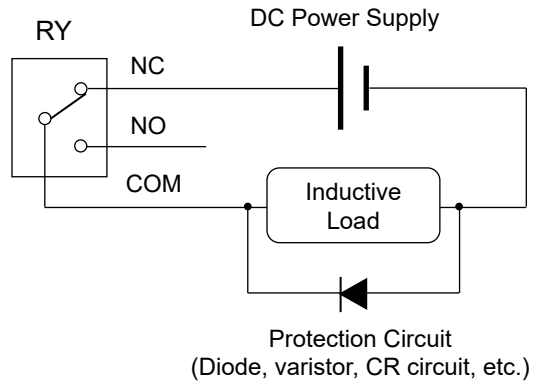 DC Power Supply
RY
NC
NO
COM
Inductive
Load
Protection Circuit
(Diode, varistor, CR circuit, etc.)